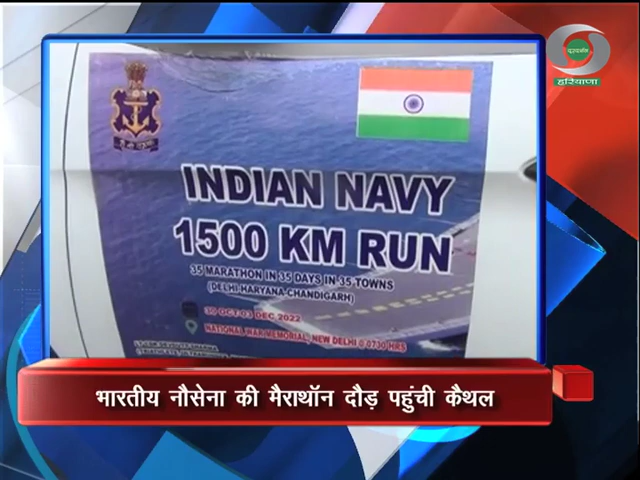 दूरदर्शन
हरियाणा
INDIAN NAVY
1500 KM RUN
35 MARATHON IN 35 DAYS IN 35 TOWNS
(DELHI-HARYANA-CHANDIGARH)
30 OCT-03 DEC 2022
NATIONAL WAR MEMORIAL, NEW DELHI @ 0730 HRS
भारतीय नौसेना की मैराथॉन दौड़ पहुंची कैथल